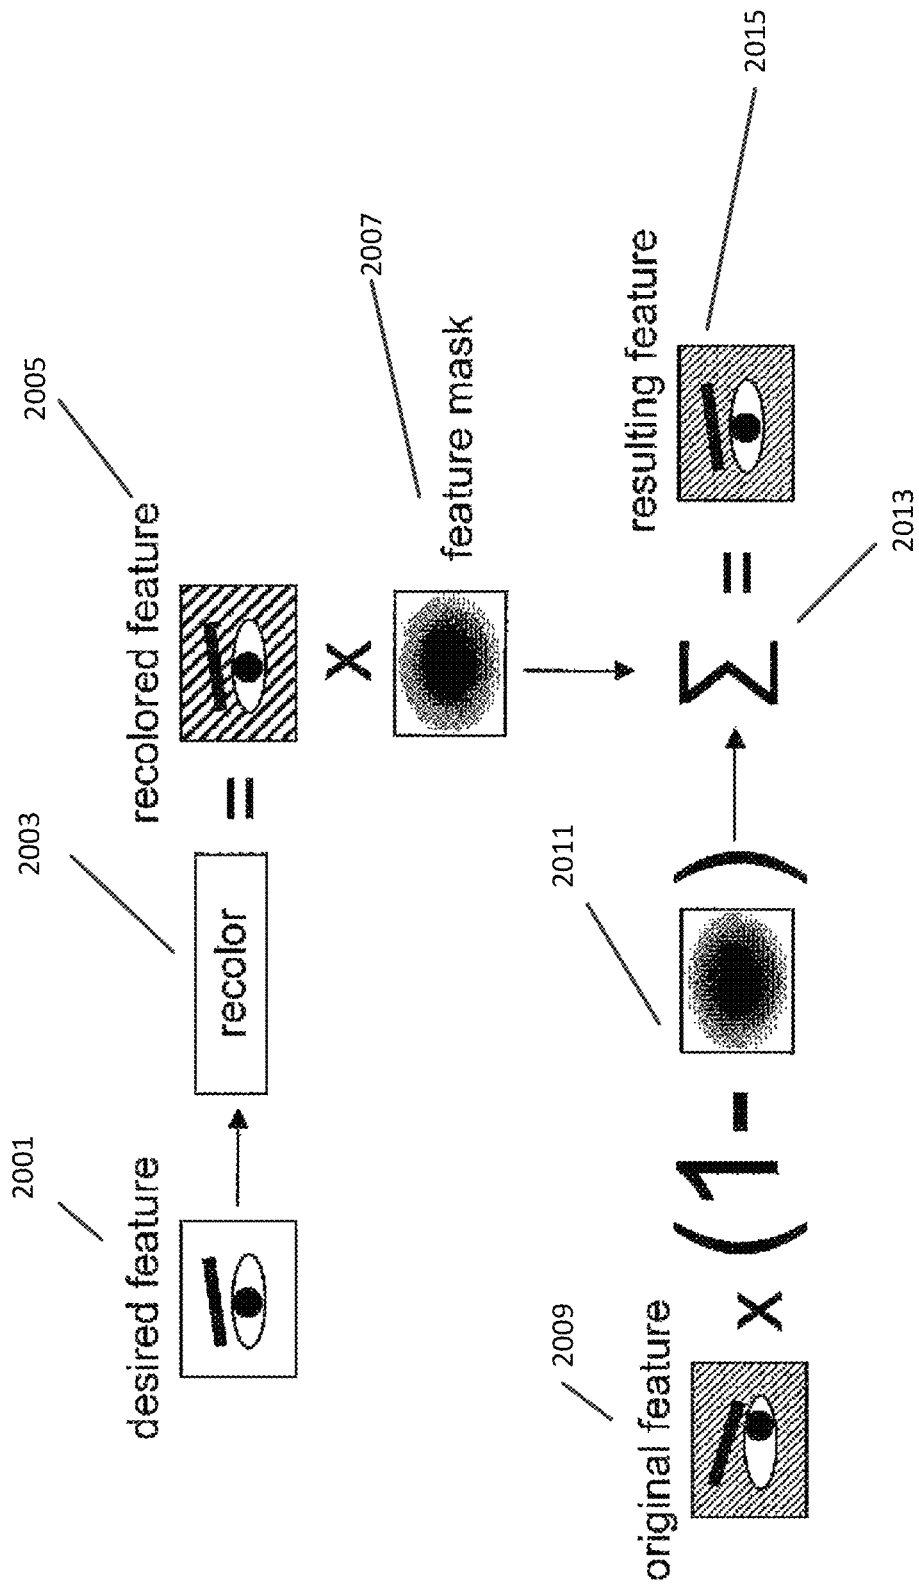 2001
desired feature
2003
recolor
=
2005
recolored feature
X
2007
feature mask
2009
original feature
x
(1-
2011
)
Σ
2013
=
resulting feature
2015